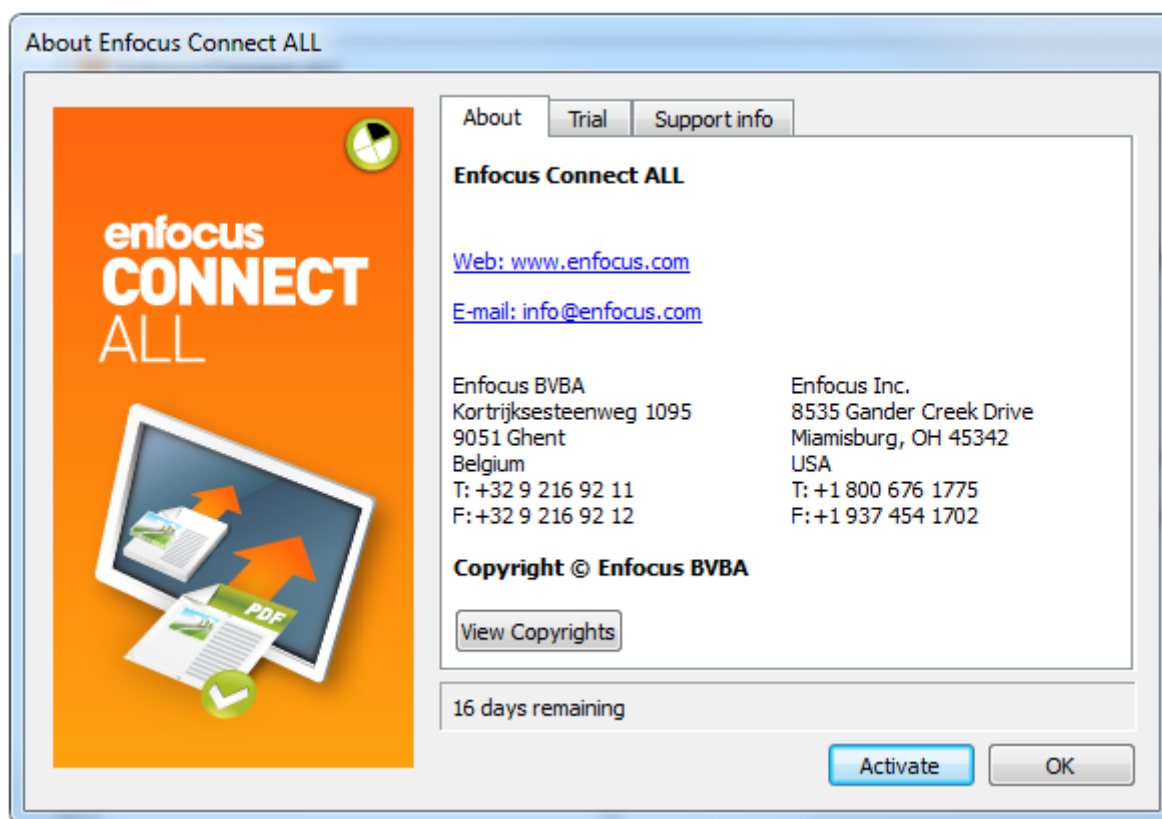 About Enfocus Connect ALL
enfocus
CONNECT
ALL
PDF
About
Trial
Support info
Enfocus Connect ALL
Web: www.enfocus.com
E-mail: info@enfocus.com
Enfocus BVBA
Kortrijksesteenweg 1095
9051 Ghent
Belgium
T: +32 9 216 92 11
F: +32 9 216 92 12
Enfocus Inc.
8535 Gander Creek Drive
Miamisburg, OH 45342
USA
T: +1 800 676 1775
F: +1 937 454 1702
Copyright © Enfocus BVBA
View Copyrights
16 days remaining
Activate
OK